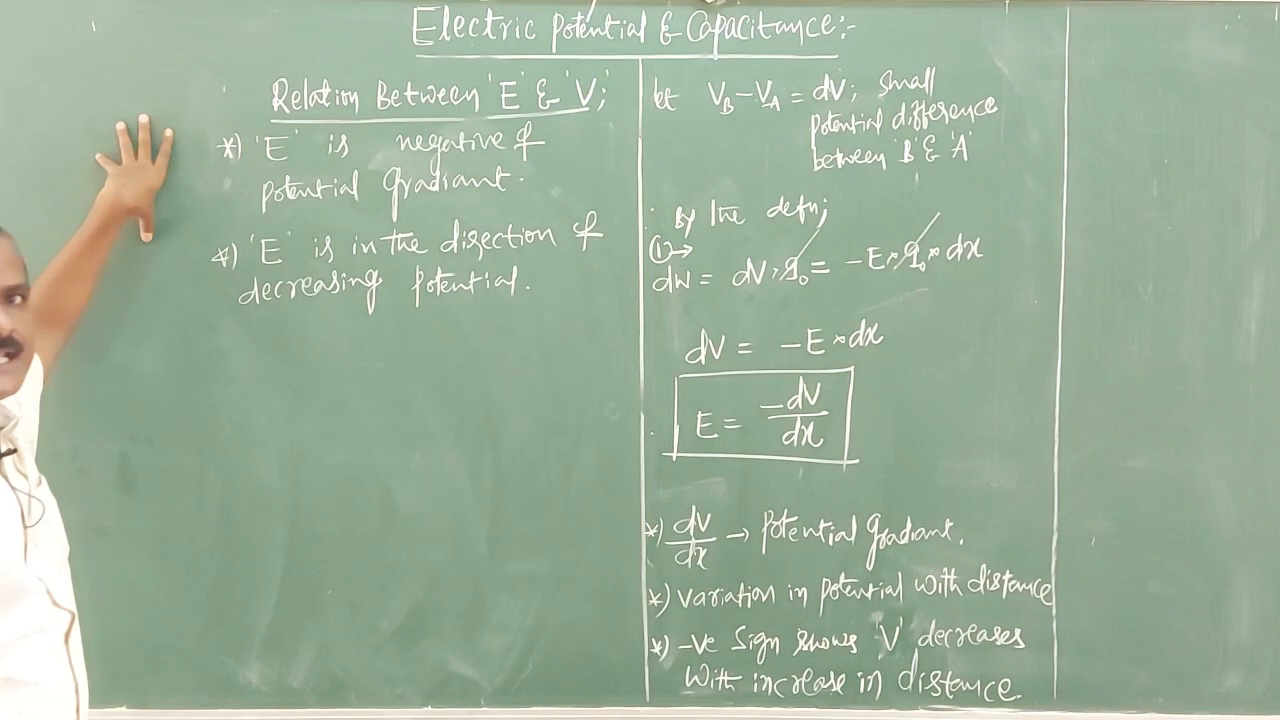 Electric Potential & Capacitance:-
Relation Between 'E' & 'V';
*) 'E' is negative of
potential gradiant.
*) 'E' is in the direction of
decreasing potential.
let V_B - V_A = dV; small
potential difference
between 'B' & 'A'
∴ By the defn;
①→
dW = dV × q₀ = -E × q₀ × dx
dV = -E × dx
E = -dV/dx
*) dV/dx → potential gradiant.
*) variation in potential with distance
*) -ve sign shows 'V' decreases
with increase in distance.